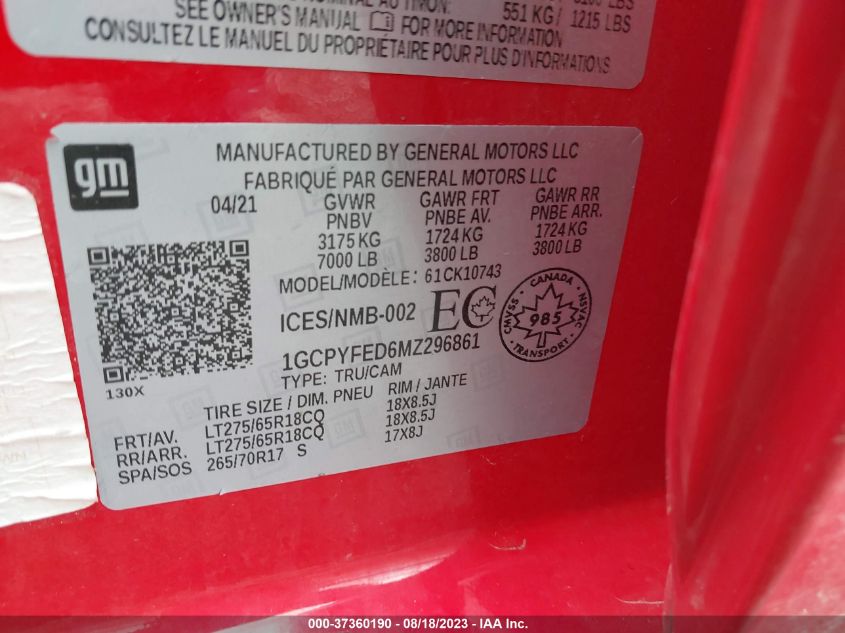 551 KG / 1215 LBS
SEE OWNER'S MANUAL FOR MORE INFORMATION
CONSULTEZ LE MANUEL DU PROPRIETAIRE POUR PLUS D'INFORMATIONS
gm
MANUFACTURED BY GENERAL MOTORS LLC
FABRIQUÉ PAR GENERAL MOTORS LLC
04/21 GVWR GAWR FRT GAWR RR
PNBV PNBE AV. PNBE ARR.
3175 KG 1724 KG 1724 KG
7000 LB 3800 LB 3800 LB
MODEL/MODÈLE: 61CK10743
ICES/NMB-002 EC
CANADA
CMVSS 985 NSVAC
TRANSPORT
1GCPYFED6MZ296861
TYPE: TRU/CAM
130X
TIRE SIZE / DIM. PNEU RIM / JANTE
FRT/AV. LT275/65R18CQ 18X8.5J
RR/ARR. LT275/65R18CQ 18X8.5J
SPA/SOS 265/70R17 S 17X8J
000-37360190 - 08/18/2023 - IAA Inc.